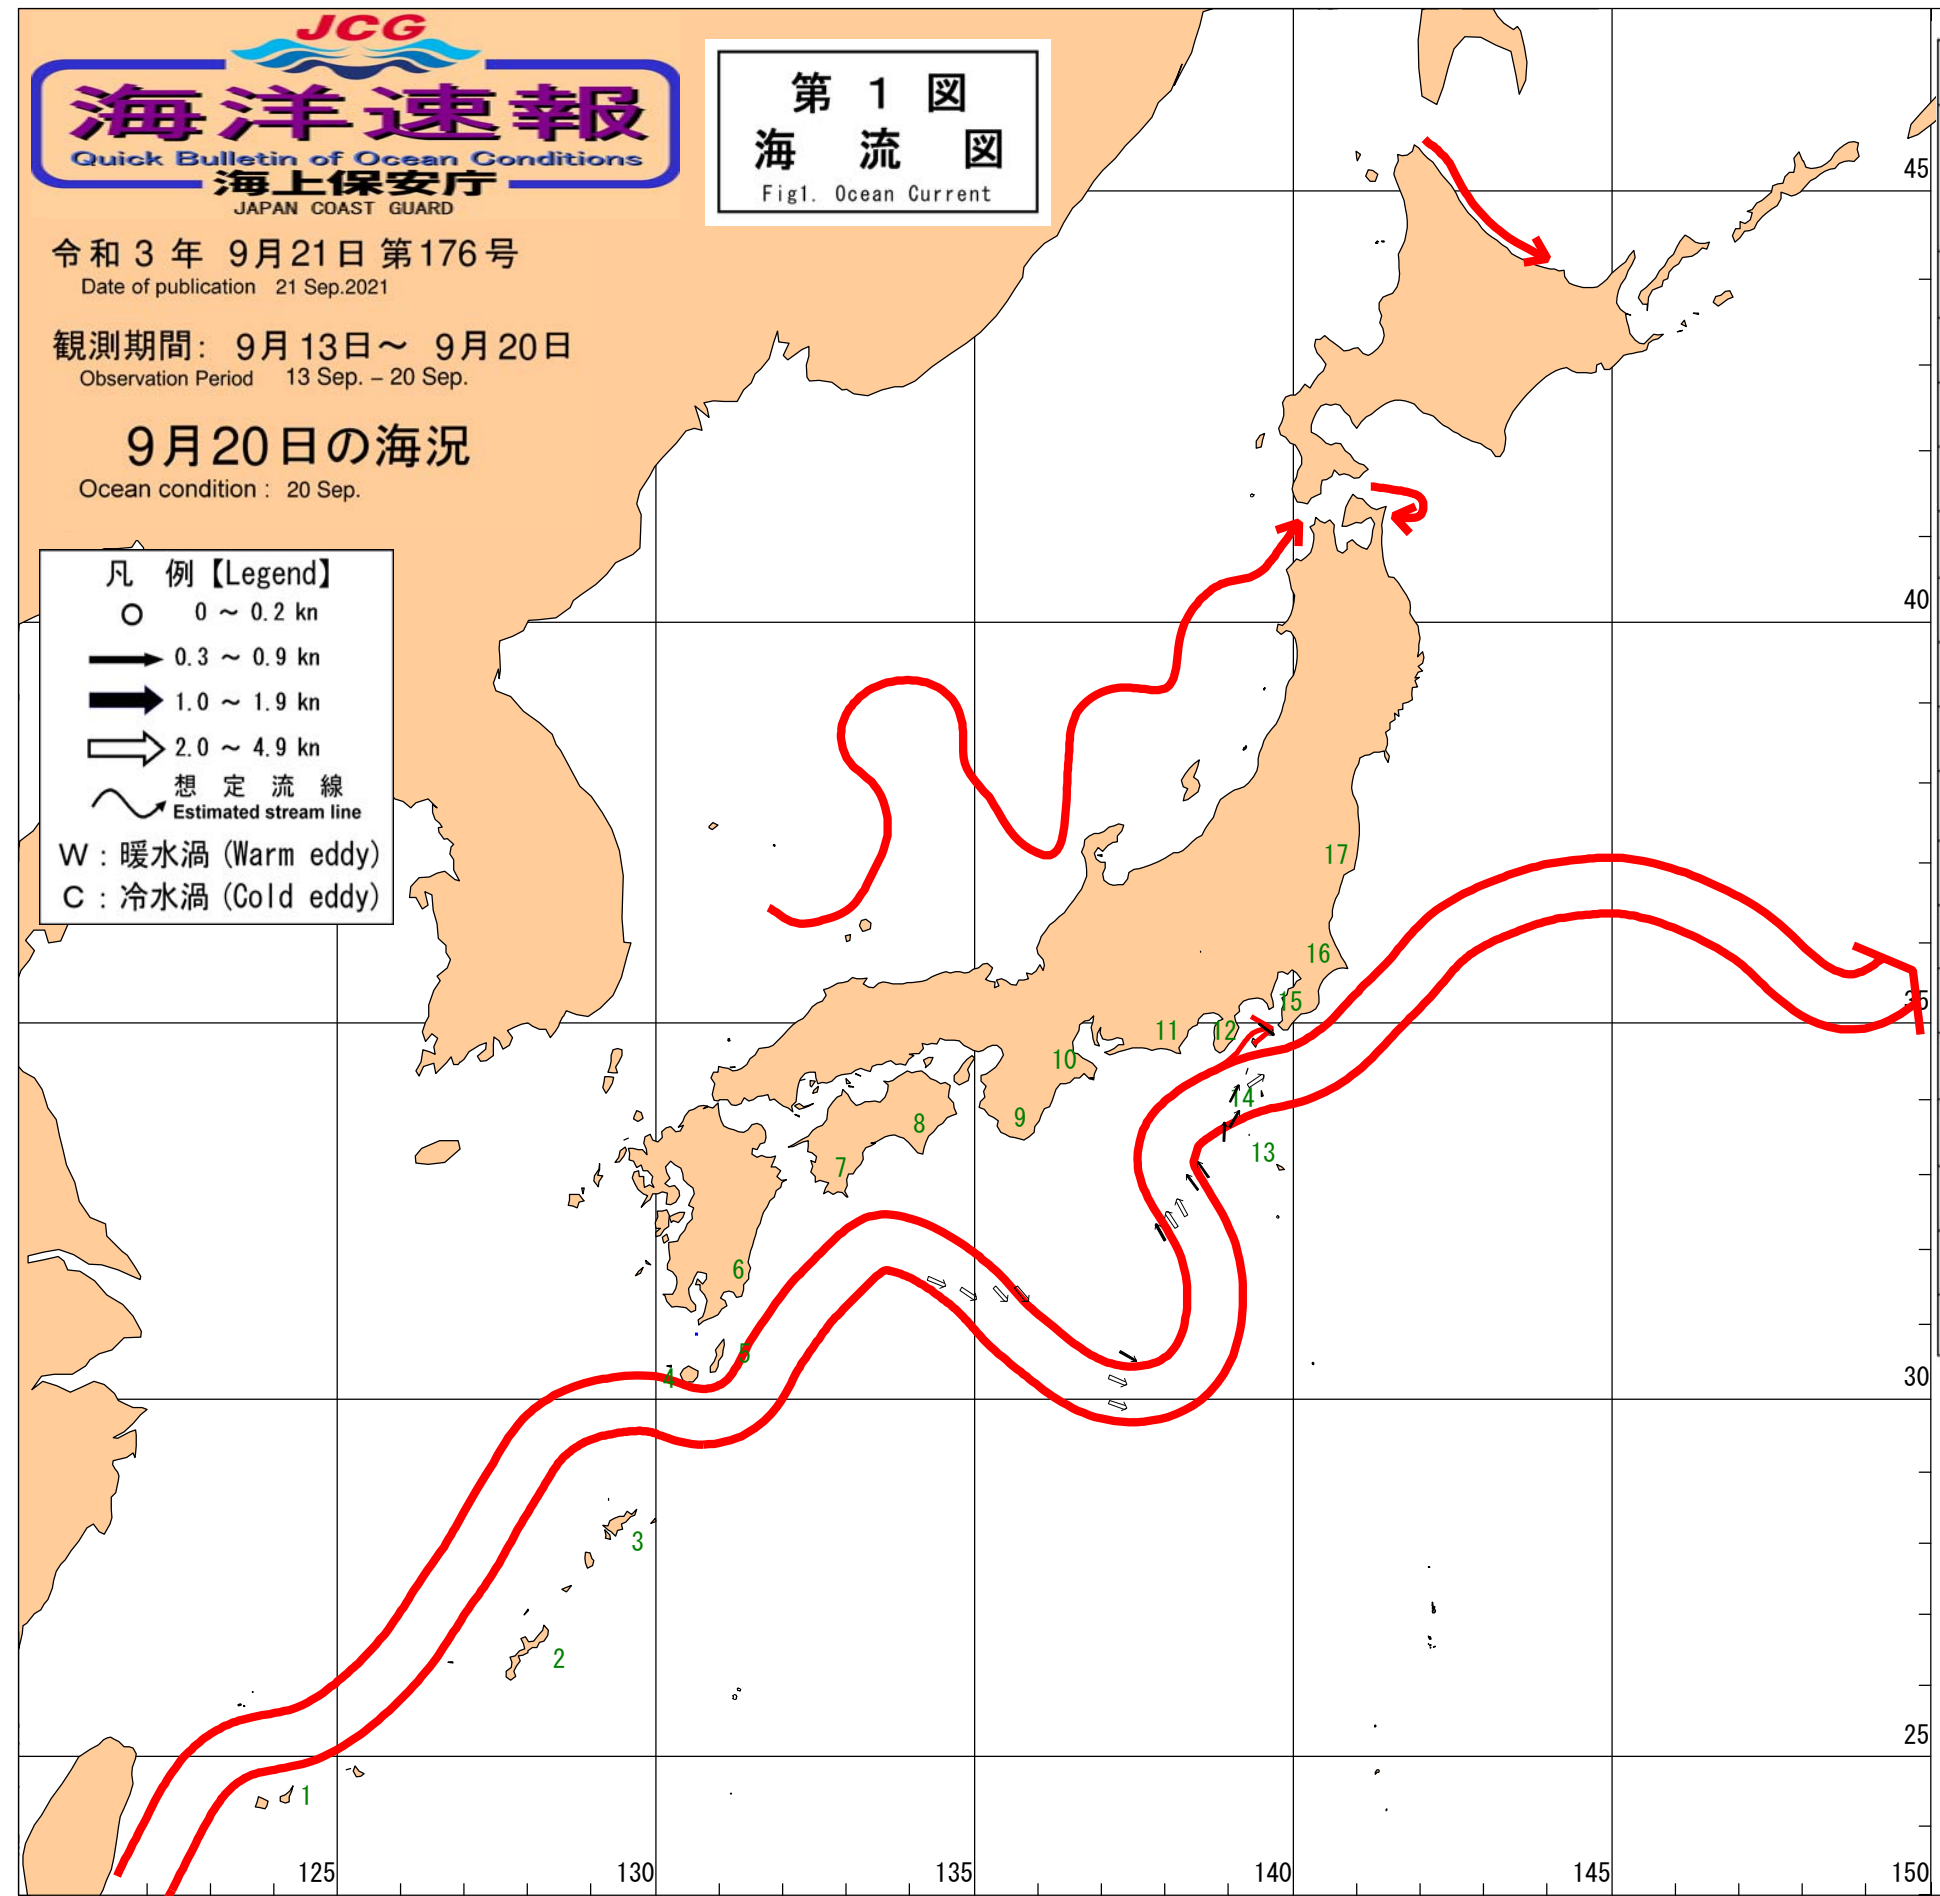 JCG
海洋速報
Quick Bulletin of Ocean Conditions
海上保安庁
JAPAN COAST GUARD
第 1 図
海 流 図
Fig1. Ocean Current
令和 3 年 9月21日 第176号
Date of publication 21 Sep.2021
観測期間: 9月13日～ 9月20日
Observation Period 13 Sep. – 20 Sep.
9月20日の海況
Ocean condition : 20 Sep.
凡 例【Legend】
0 ～ 0.2 kn
0.3 ～ 0.9 kn
1.0 ～ 1.9 kn
2.0 ～ 4.9 kn
想 定 流 線
Estimated stream line
W : 暖水渦 (Warm eddy)
C : 冷水渦 (Cold eddy)
45
40
35
30
25
17
16
15
14
13
12
11
10
9
8
7
6
5
4
3
2
1
125
130
135
140
145
150